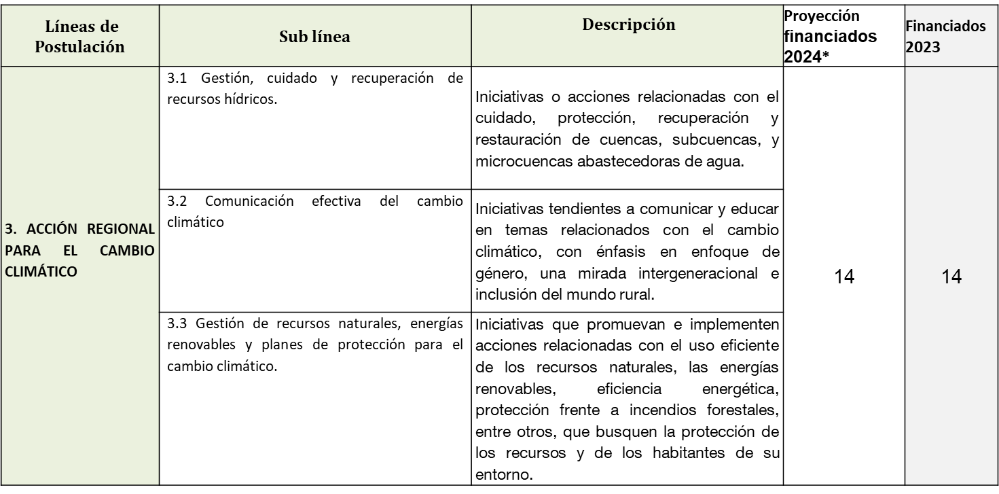 Líneas de
Postulación
Sub línea
Descripción
Proyección
financiados
2024*
Financiados
2023
3. ACCIÓN REGIONAL
PARA EL CAMBIO
CLIMÁTICO
3.1 Gestión, cuidado y recuperación de
recursos hídricos.
Iniciativas o acciones relacionadas con el
cuidado, protección, recuperación y
restauración de cuencas, subcuencas, y
microcuencas abastecedoras de agua.
3.2 Comunicación efectiva del cambio
climático
Iniciativas tendientes a comunicar y educar
en temas relacionados con el cambio
climático, con énfasis en enfoque de
género, una mirada intergeneracional e
inclusión del mundo rural.
3.3 Gestión de recursos naturales, energías
renovables y planes de protección para el
cambio climático.
Iniciativas que promuevan e implementen
acciones relacionadas con el uso eficiente
de los recursos naturales, las energías
renovables, eficiencia energética,
protección frente a incendios forestales,
entre otros, que busquen la protección de
los recursos y de los habitantes de su
entorno.
14
14